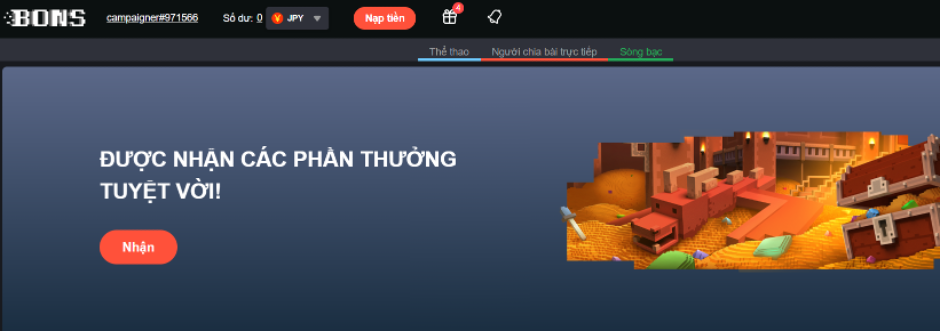 BONS
campaigner#971566
Số dư: 0
JPY
Nạp tiền
4
Thể thao
Người chia bài trực tiếp
Sòng bạc
ĐƯỢC NHẬN CÁC PHẦN THƯỞNG
TUYỆT VỜI!
Nhận